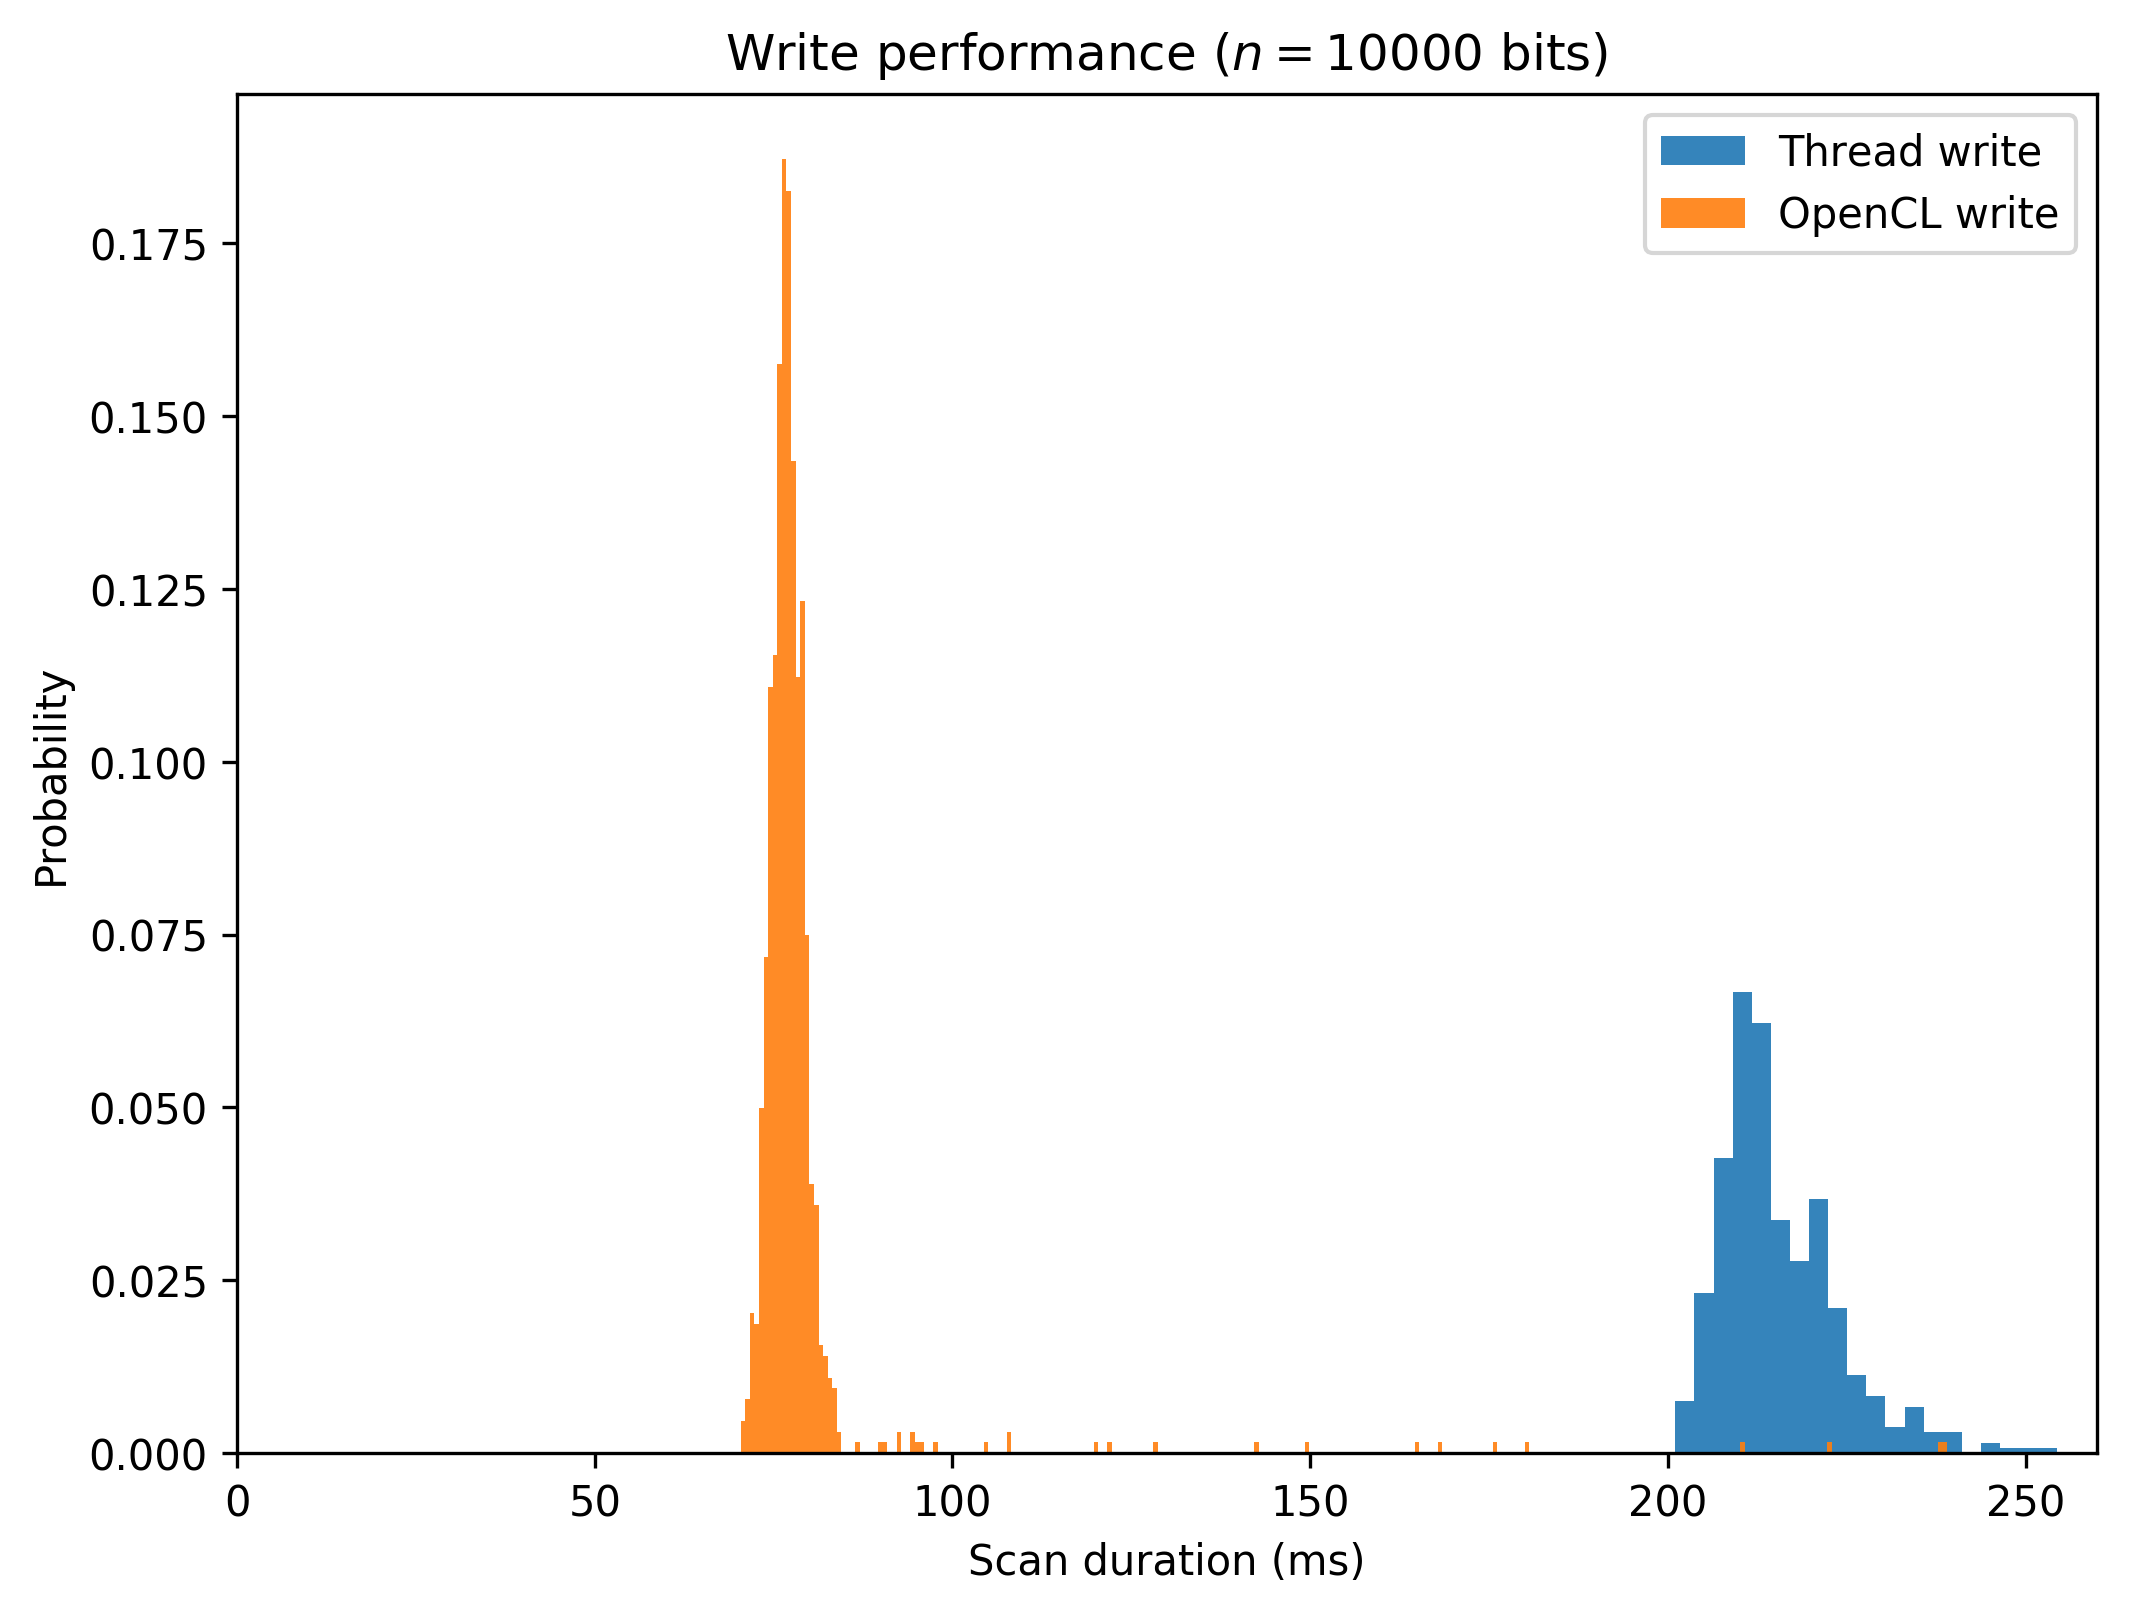 Write performance (n = 10000 bits)
Thread write
OpenCL write
0.175
0.150
0.125
0.100
0.075
0.050
0.025
0.000
Probability
0 50 100 150 200 250
Scan duration (ms)